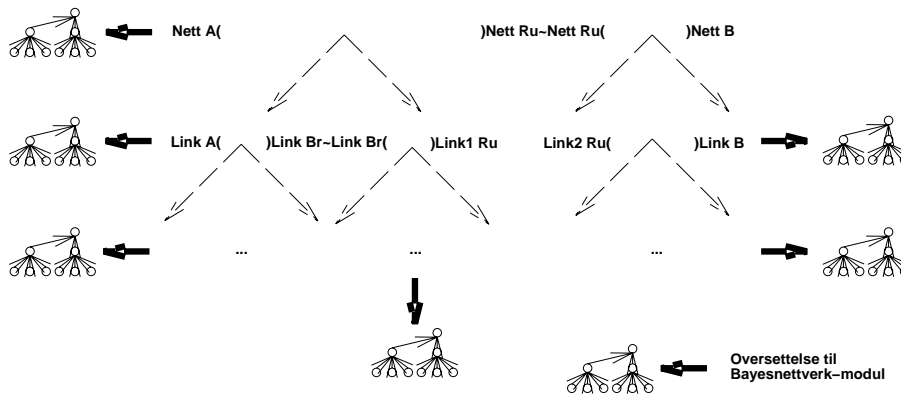 Nett A( )Nett Ru~Nett Ru( )Nett B
Link A( )Link Br~Link Br( )Link1 Ru Link2 Ru( )Link B
... ... ...
Oversettelse til
Bayesnettverk−modul